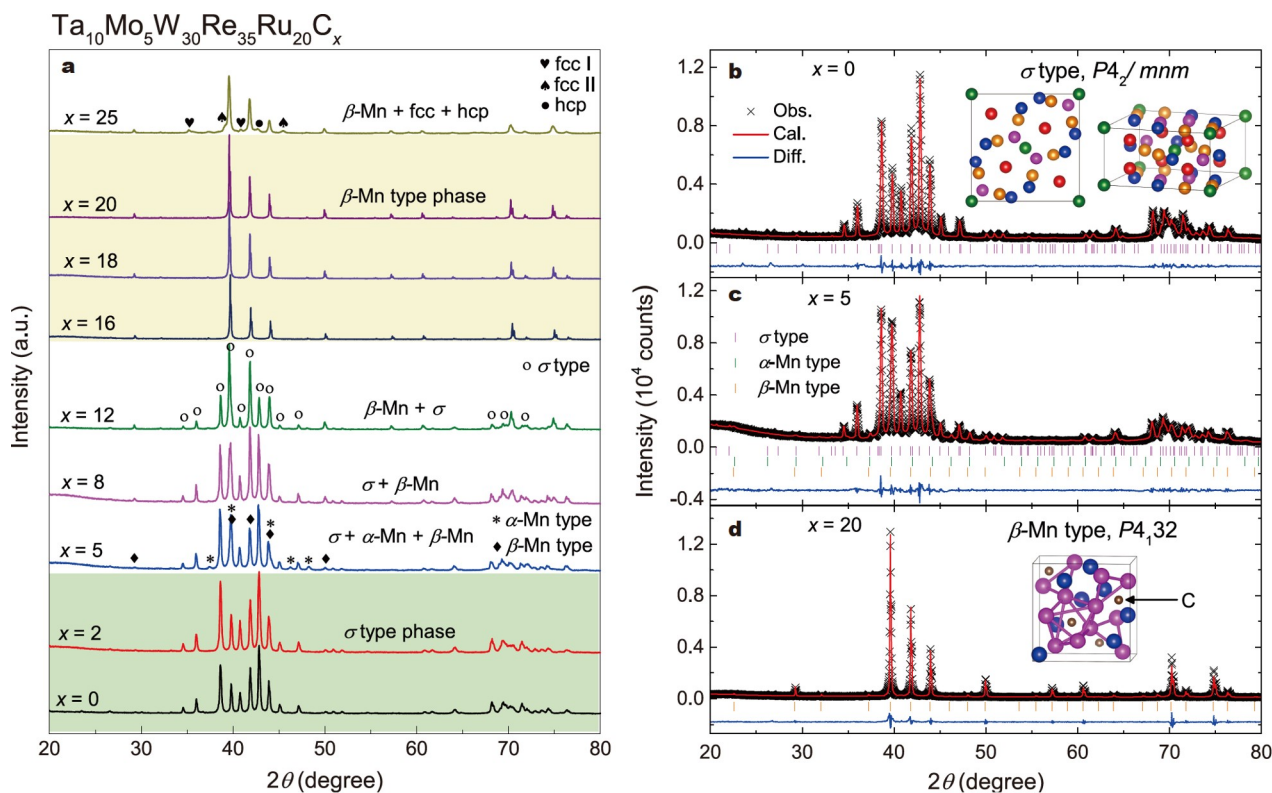 Ta10Mo5W30Re35Ru20Cx
a
♥ fcc I
♠ fcc II
● hcp
x = 25
β-Mn + fcc + hcp
x = 20
β-Mn type phase
x = 18
x = 16
o σ type
x = 12
β-Mn + σ
x = 8
σ + β-Mn
x = 5
σ + α-Mn + β-Mn
* α-Mn type
♦ β-Mn type
x = 2
σ type phase
x = 0
20 30 40 50 60 70 80
2θ (degree)
Intensity (a.u.)
b
x = 0
σ type, P42/mnm
× Obs.
Cal.
Diff.
1.2
0.8
0.4
0.0
c
x = 5
σ type
α-Mn type
β-Mn type
1.2
0.8
0.4
0.0
-0.4
d
x = 20
β-Mn type, P4132
C
1.2
0.8
0.4
0.0
20 30 40 50 60 70 80
2θ (degree)
Intensity (10^4 counts)